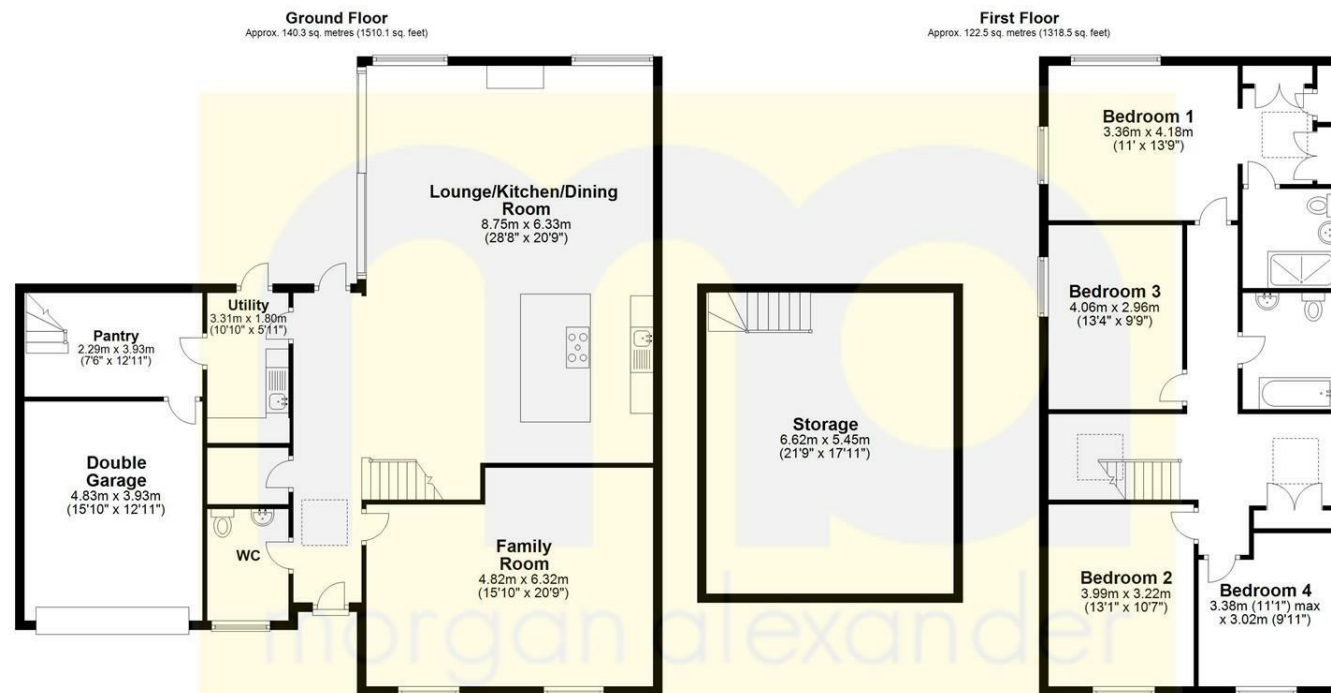 Ground Floor
Approx. 140.3 sq. metres (1510.1 sq. feet)
Lounge/Kitchen/Dining
Room
8.75m x 6.33m
(28'8" x 20'9")
Utility
3.31m x 1.80m
(10'10" x 5'11")
Pantry
2.29m x 3.93m
(7'6" x 12'11")
Double
Garage
4.83m x 3.93m
(15'10" x 12'11")
WC
Family
Room
4.82m x 6.32m
(15'10" x 20'9")
First Floor
Approx. 122.5 sq. metres (1318.5 sq. feet)
Storage
6.62m x 5.45m
(21'9" x 17'11")
Bedroom 1
3.36m x 4.18m
(11' x 13'9")
Bedroom 3
4.06m x 2.96m
(13'4" x 9'9")
Bedroom 2
3.99m x 3.22m
(13'1" x 10'7")
Bedroom 4
3.38m (11'1") max
x 3.02m (9'11")
ma
morgan alexander